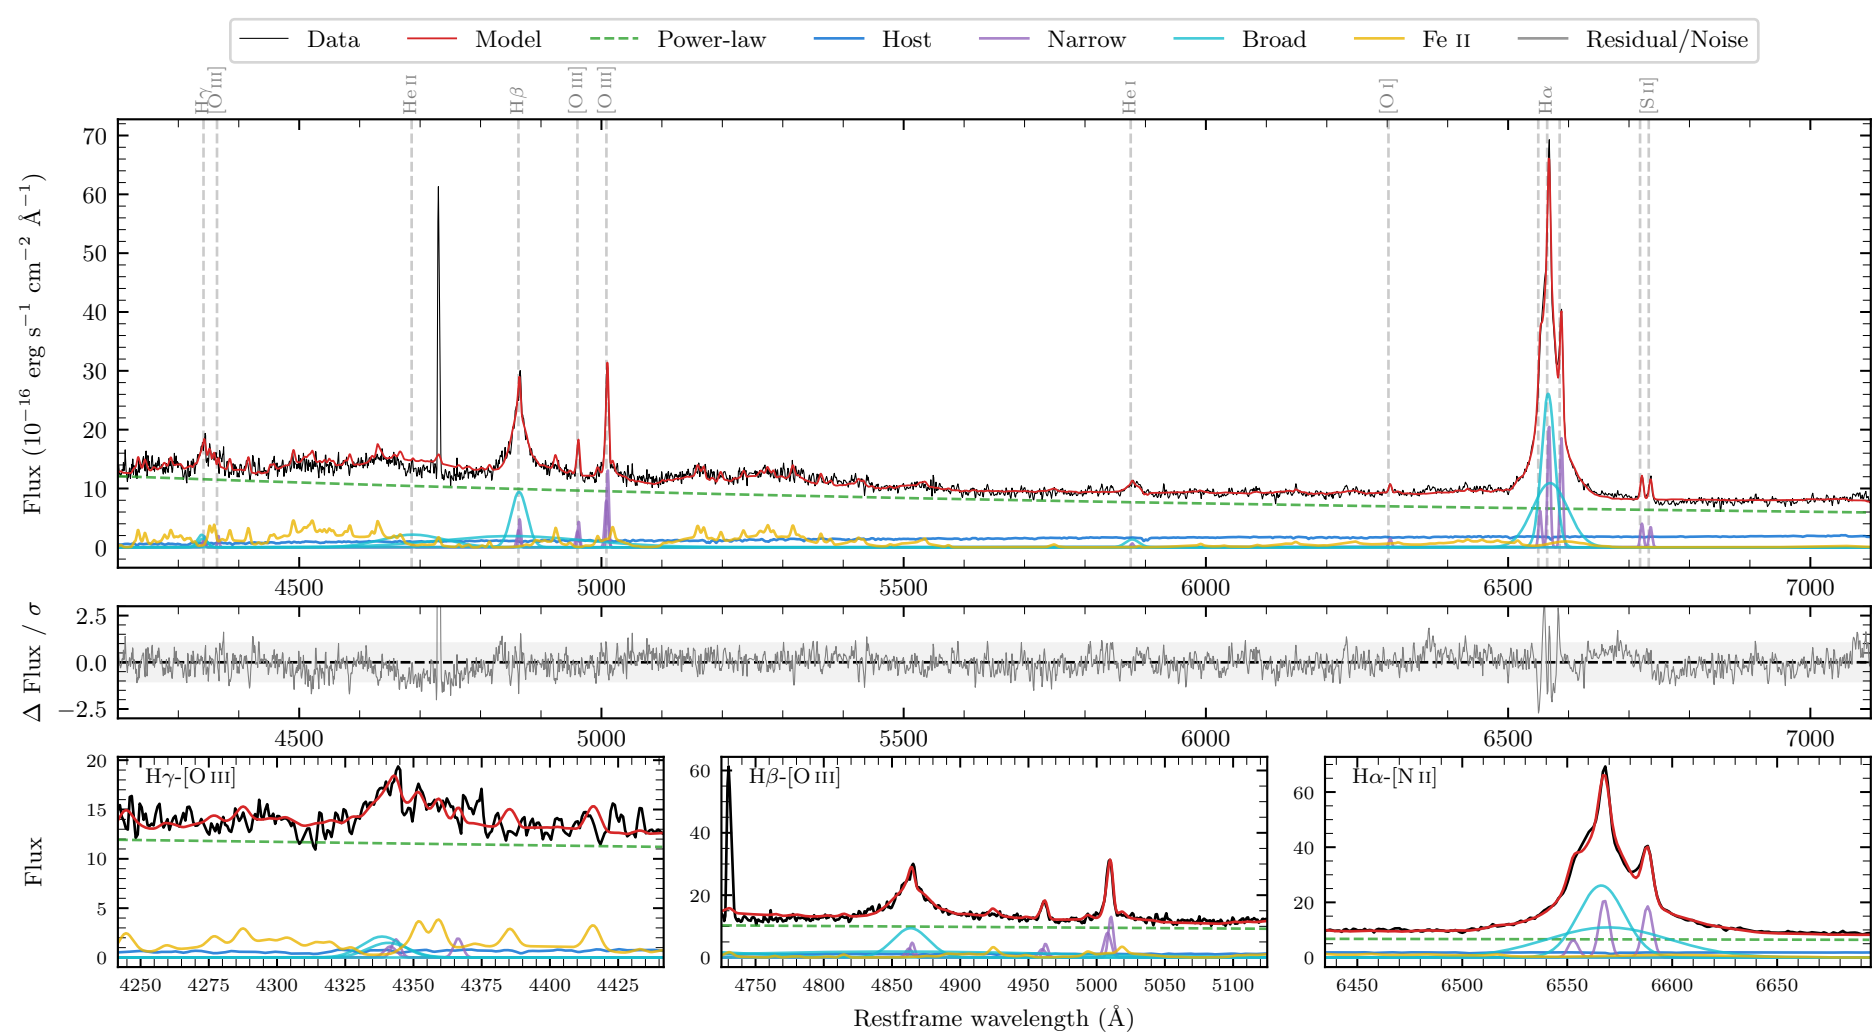 Data Model Power-law Host Narrow Broad Fe II Residual/Noise
Hγ [O III] He II Hβ [O III] [O III] He I [O I] Hα [S II]
Flux (10⁻¹⁶ erg s⁻¹ cm⁻² Å⁻¹)
70
60
50
40
30
20
10
0
4500 5000 5500 6000 6500 7000
Δ Flux / σ
2.5
0.0
−2.5
4500 5000 5500 6000 6500 7000
Flux
Hγ-[O III]
20
15
10
5
0
4250 4275 4300 4325 4350 4375 4400 4425
Hβ-[O III]
60
40
20
0
4750 4800 4850 4900 4950 5000 5050 5100
Hα-[N II]
60
40
20
0
6450 6500 6550 6600 6650
Restframe wavelength (Å)